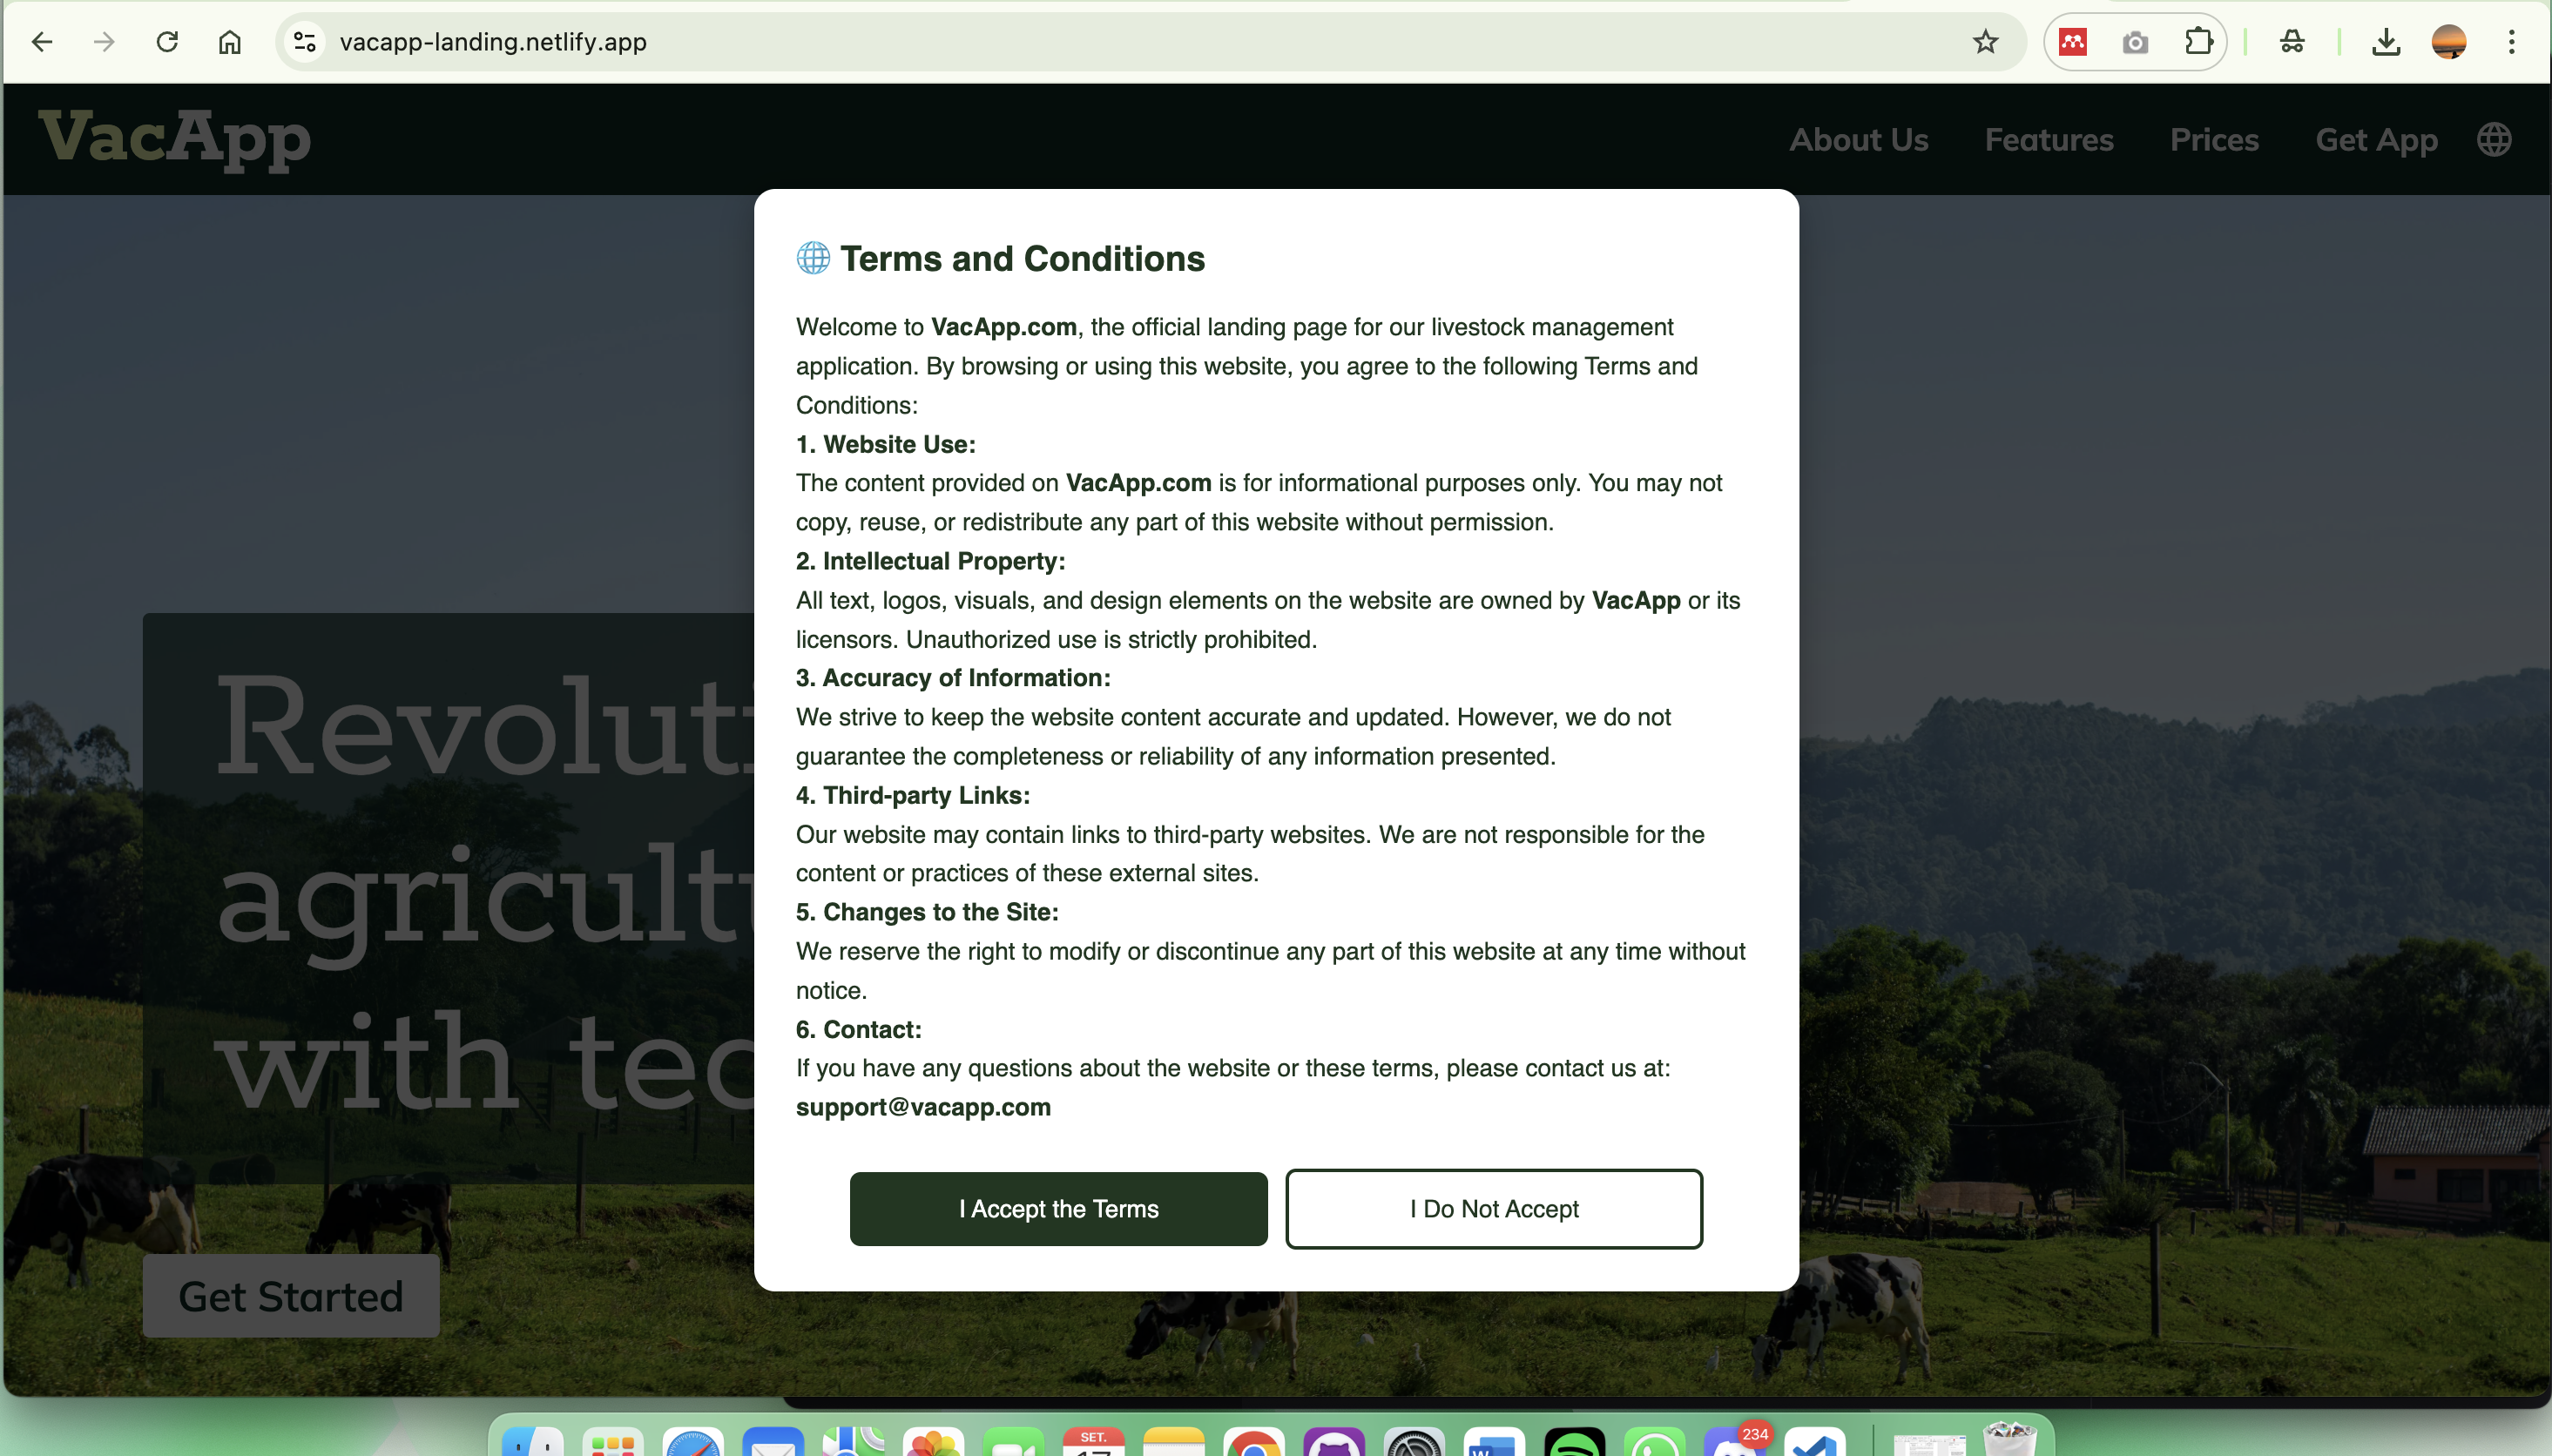 vacapp-landing.netlify.app
VacApp
About Us
Features
Prices
Get App
Terms and Conditions
Welcome to VacApp.com, the official landing page for our livestock management
application. By browsing or using this website, you agree to the following Terms and
Conditions:
1. Website Use:
The content provided on VacApp.com is for informational purposes only. You may not
copy, reuse, or redistribute any part of this website without permission.
2. Intellectual Property:
All text, logos, visuals, and design elements on the website are owned by VacApp or its
licensors. Unauthorized use is strictly prohibited.
3. Accuracy of Information:
We strive to keep the website content accurate and updated. However, we do not
guarantee the completeness or reliability of any information presented.
4. Third-party Links:
Our website may contain links to third-party websites. We are not responsible for the
content or practices of these external sites.
5. Changes to the Site:
We reserve the right to modify or discontinue any part of this website at any time without
notice.
6. Contact:
If you have any questions about the website or these terms, please contact us at:
support@vacapp.com
I Accept the Terms
I Do Not Accept
Revoluti
agricultu
with tec
Get Started
SET.
17
W
234